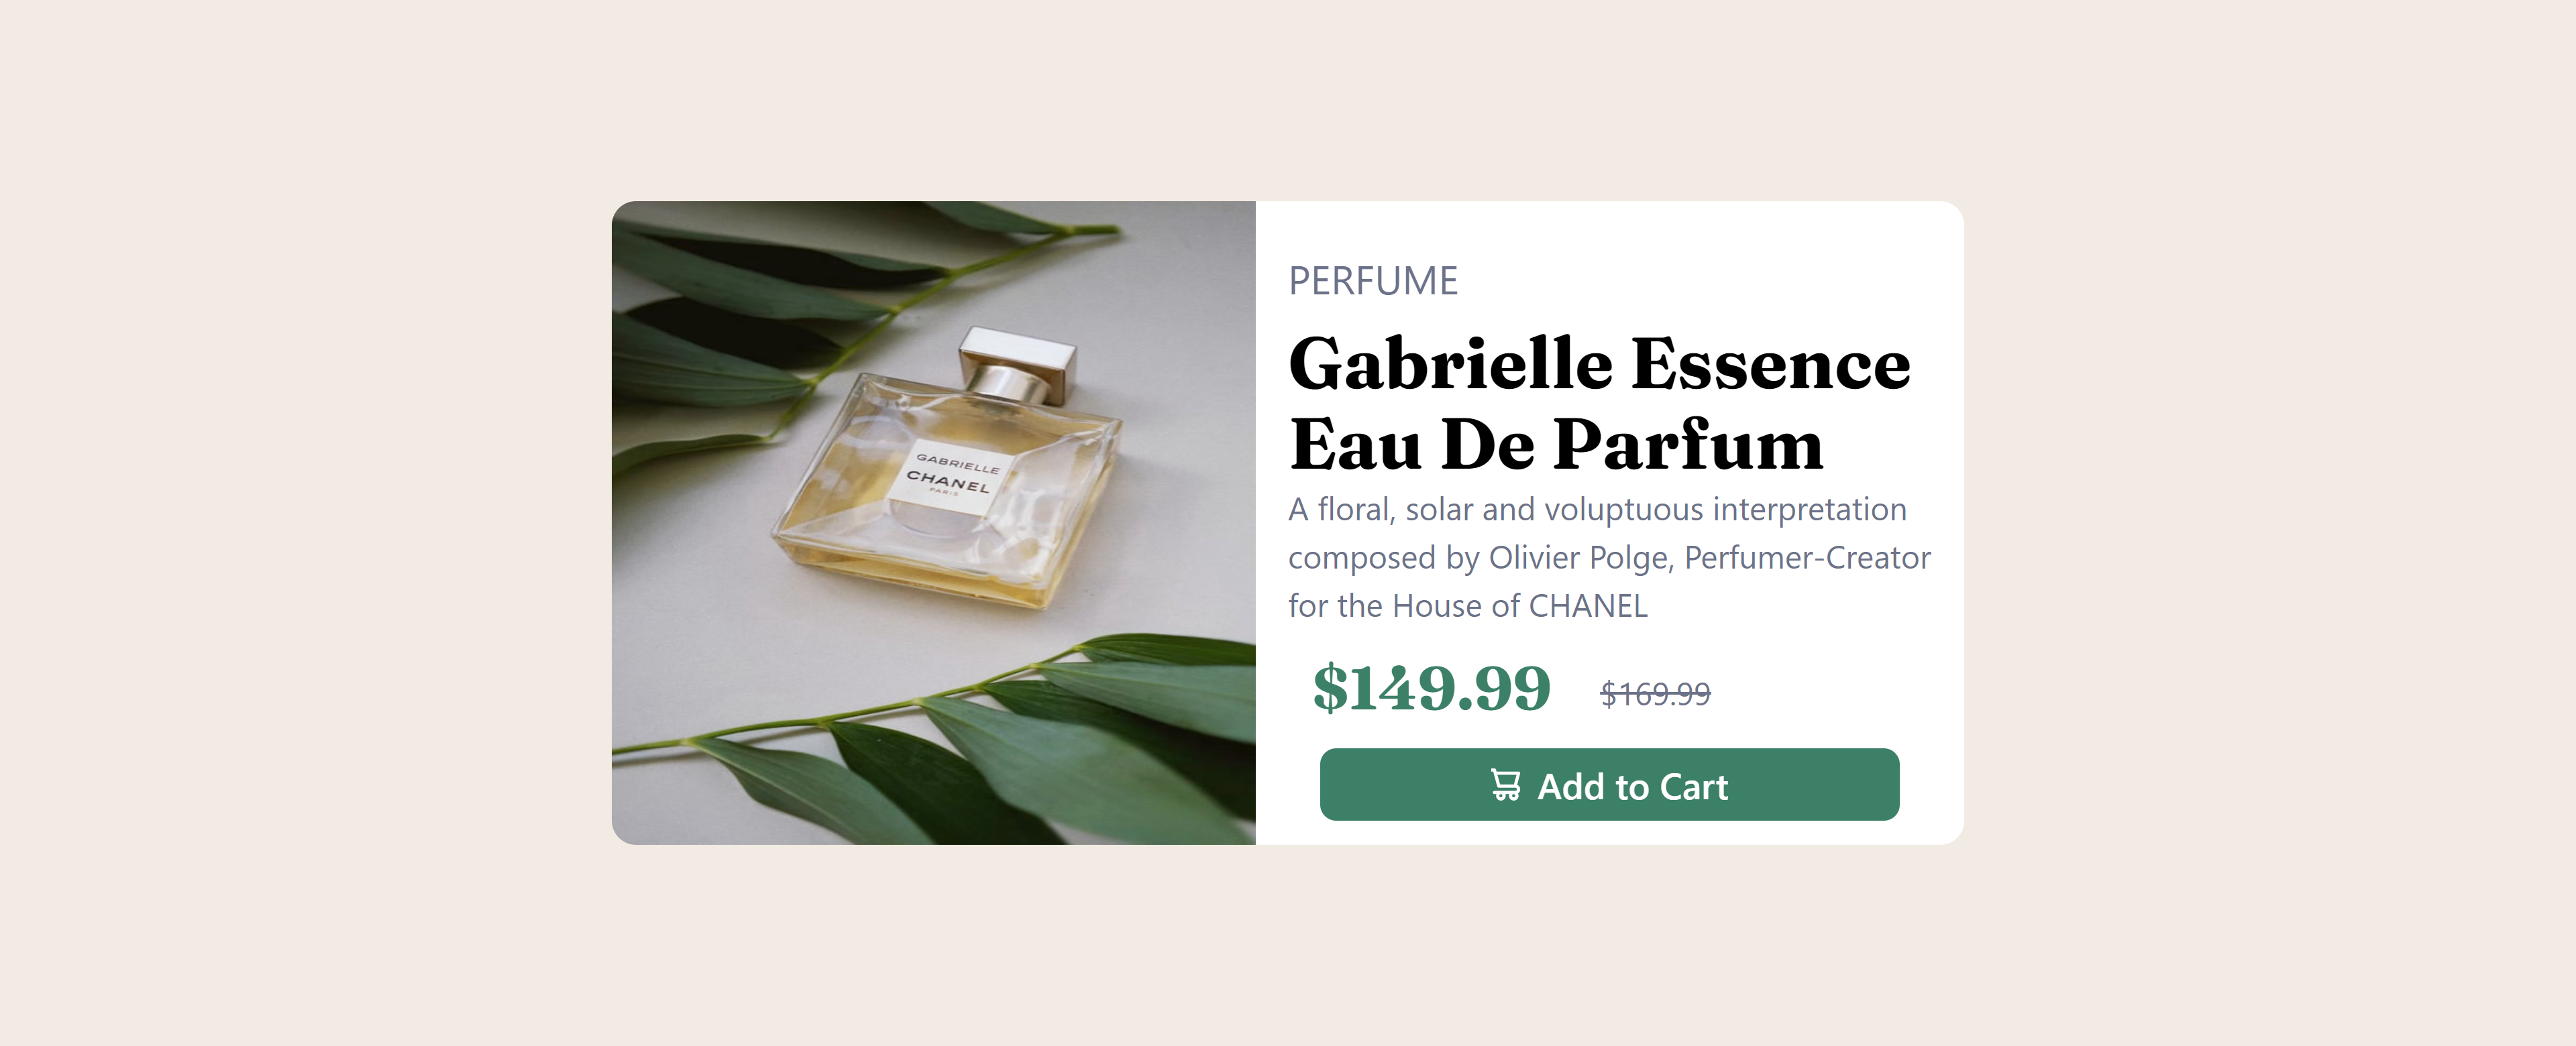 GABRIELLE
CHANEL
PARIS
PERFUME
Gabrielle Essence
Eau De Parfum
A floral, solar and voluptuous interpretation
composed by Olivier Polge, Perfumer-Creator
for the House of CHANEL
$149.99 $169.99
Add to Cart